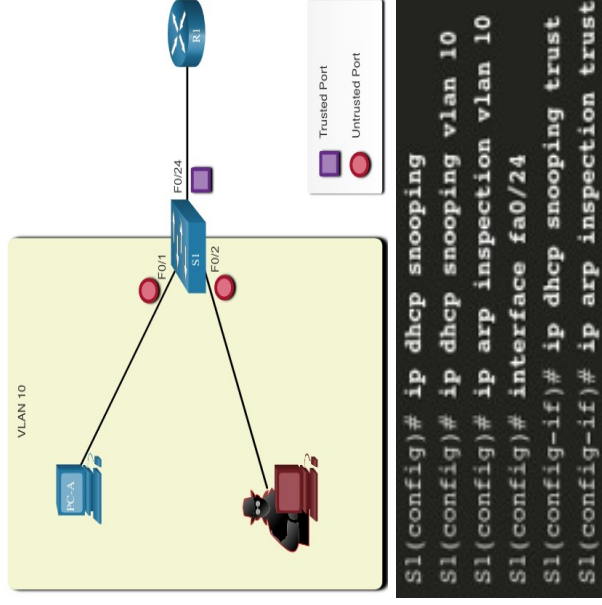 VLAN 10
PC-A
F0/1
S1
F0/2
F0/24
R1
Trusted Port
Untrusted Port
S1(config)# ip dhcp snooping
S1(config)# ip dhcp snooping vlan 10
S1(config)# ip arp inspection vlan 10
S1(config)# interface fa0/24
S1(config-if)# ip dhcp snooping trust
S1(config-if)# ip arp inspection trust